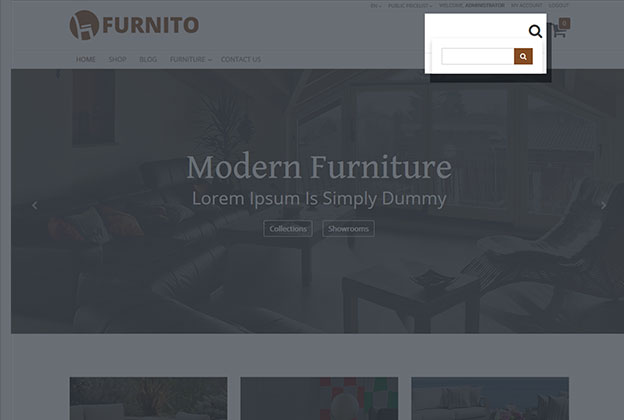 FURNITO
EN PUBLIC PRICELIST WELCOME, ADMINISTRATOR MY ACCOUNT LOGOUT
0
HOME SHOP BLOG FURNITURE CONTACT US
Modern Furniture
Lorem Ipsum Is Simply Dummy
Collections Showrooms